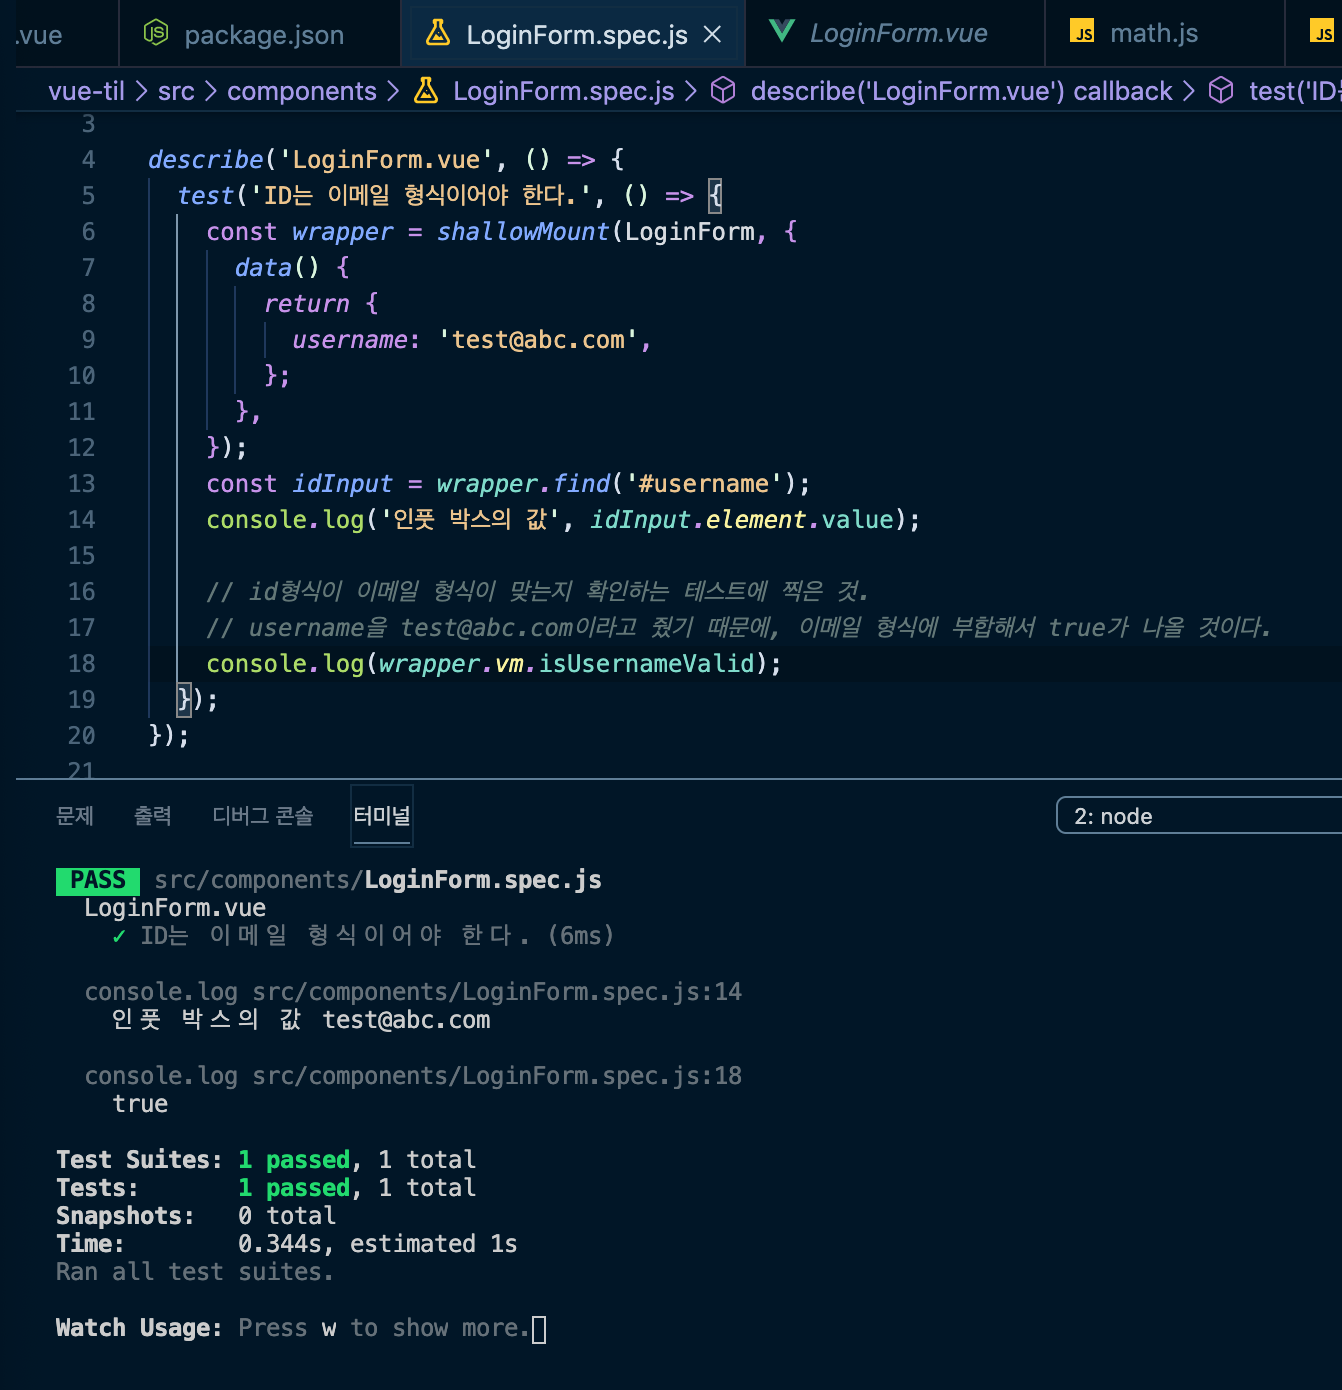 .vue package.json LoginForm.spec.js LoginForm.vue JS math.js JS
vue-til > src > components > LoginForm.spec.js > describe('LoginForm.vue') callback > test('ID는
3
4 describe('LoginForm.vue', () => {
5 test('ID는 이메일 형식이어야 한다.', () => {
6 const wrapper = shallowMount(LoginForm, {
7 data() {
8 return {
9 username: 'test@abc.com',
10 };
11 },
12 });
13 const idInput = wrapper.find('#username');
14 console.log('인풋 박스의 값', idInput.element.value);
15
16 // id형식이 이메일 형식이 맞는지 확인하는 테스트에 찍은 것.
17 // username을 test@abc.com이라고 줬기 때문에, 이메일 형식에 부합해서 true가 나올 것이다.
18 console.log(wrapper.vm.isUsernameValid);
19 });
20 });
21
문제 출력 디버그 콘솔 터미널 2: node
PASS src/components/LoginForm.spec.js
LoginForm.vue
✓ ID는 이메일 형식이어야 한다. (6ms)
console.log src/components/LoginForm.spec.js:14
인풋 박스의 값 test@abc.com
console.log src/components/LoginForm.spec.js:18
true
Test Suites: 1 passed, 1 total
Tests: 1 passed, 1 total
Snapshots: 0 total
Time: 0.344s, estimated 1s
Ran all test suites.
Watch Usage: Press w to show more.